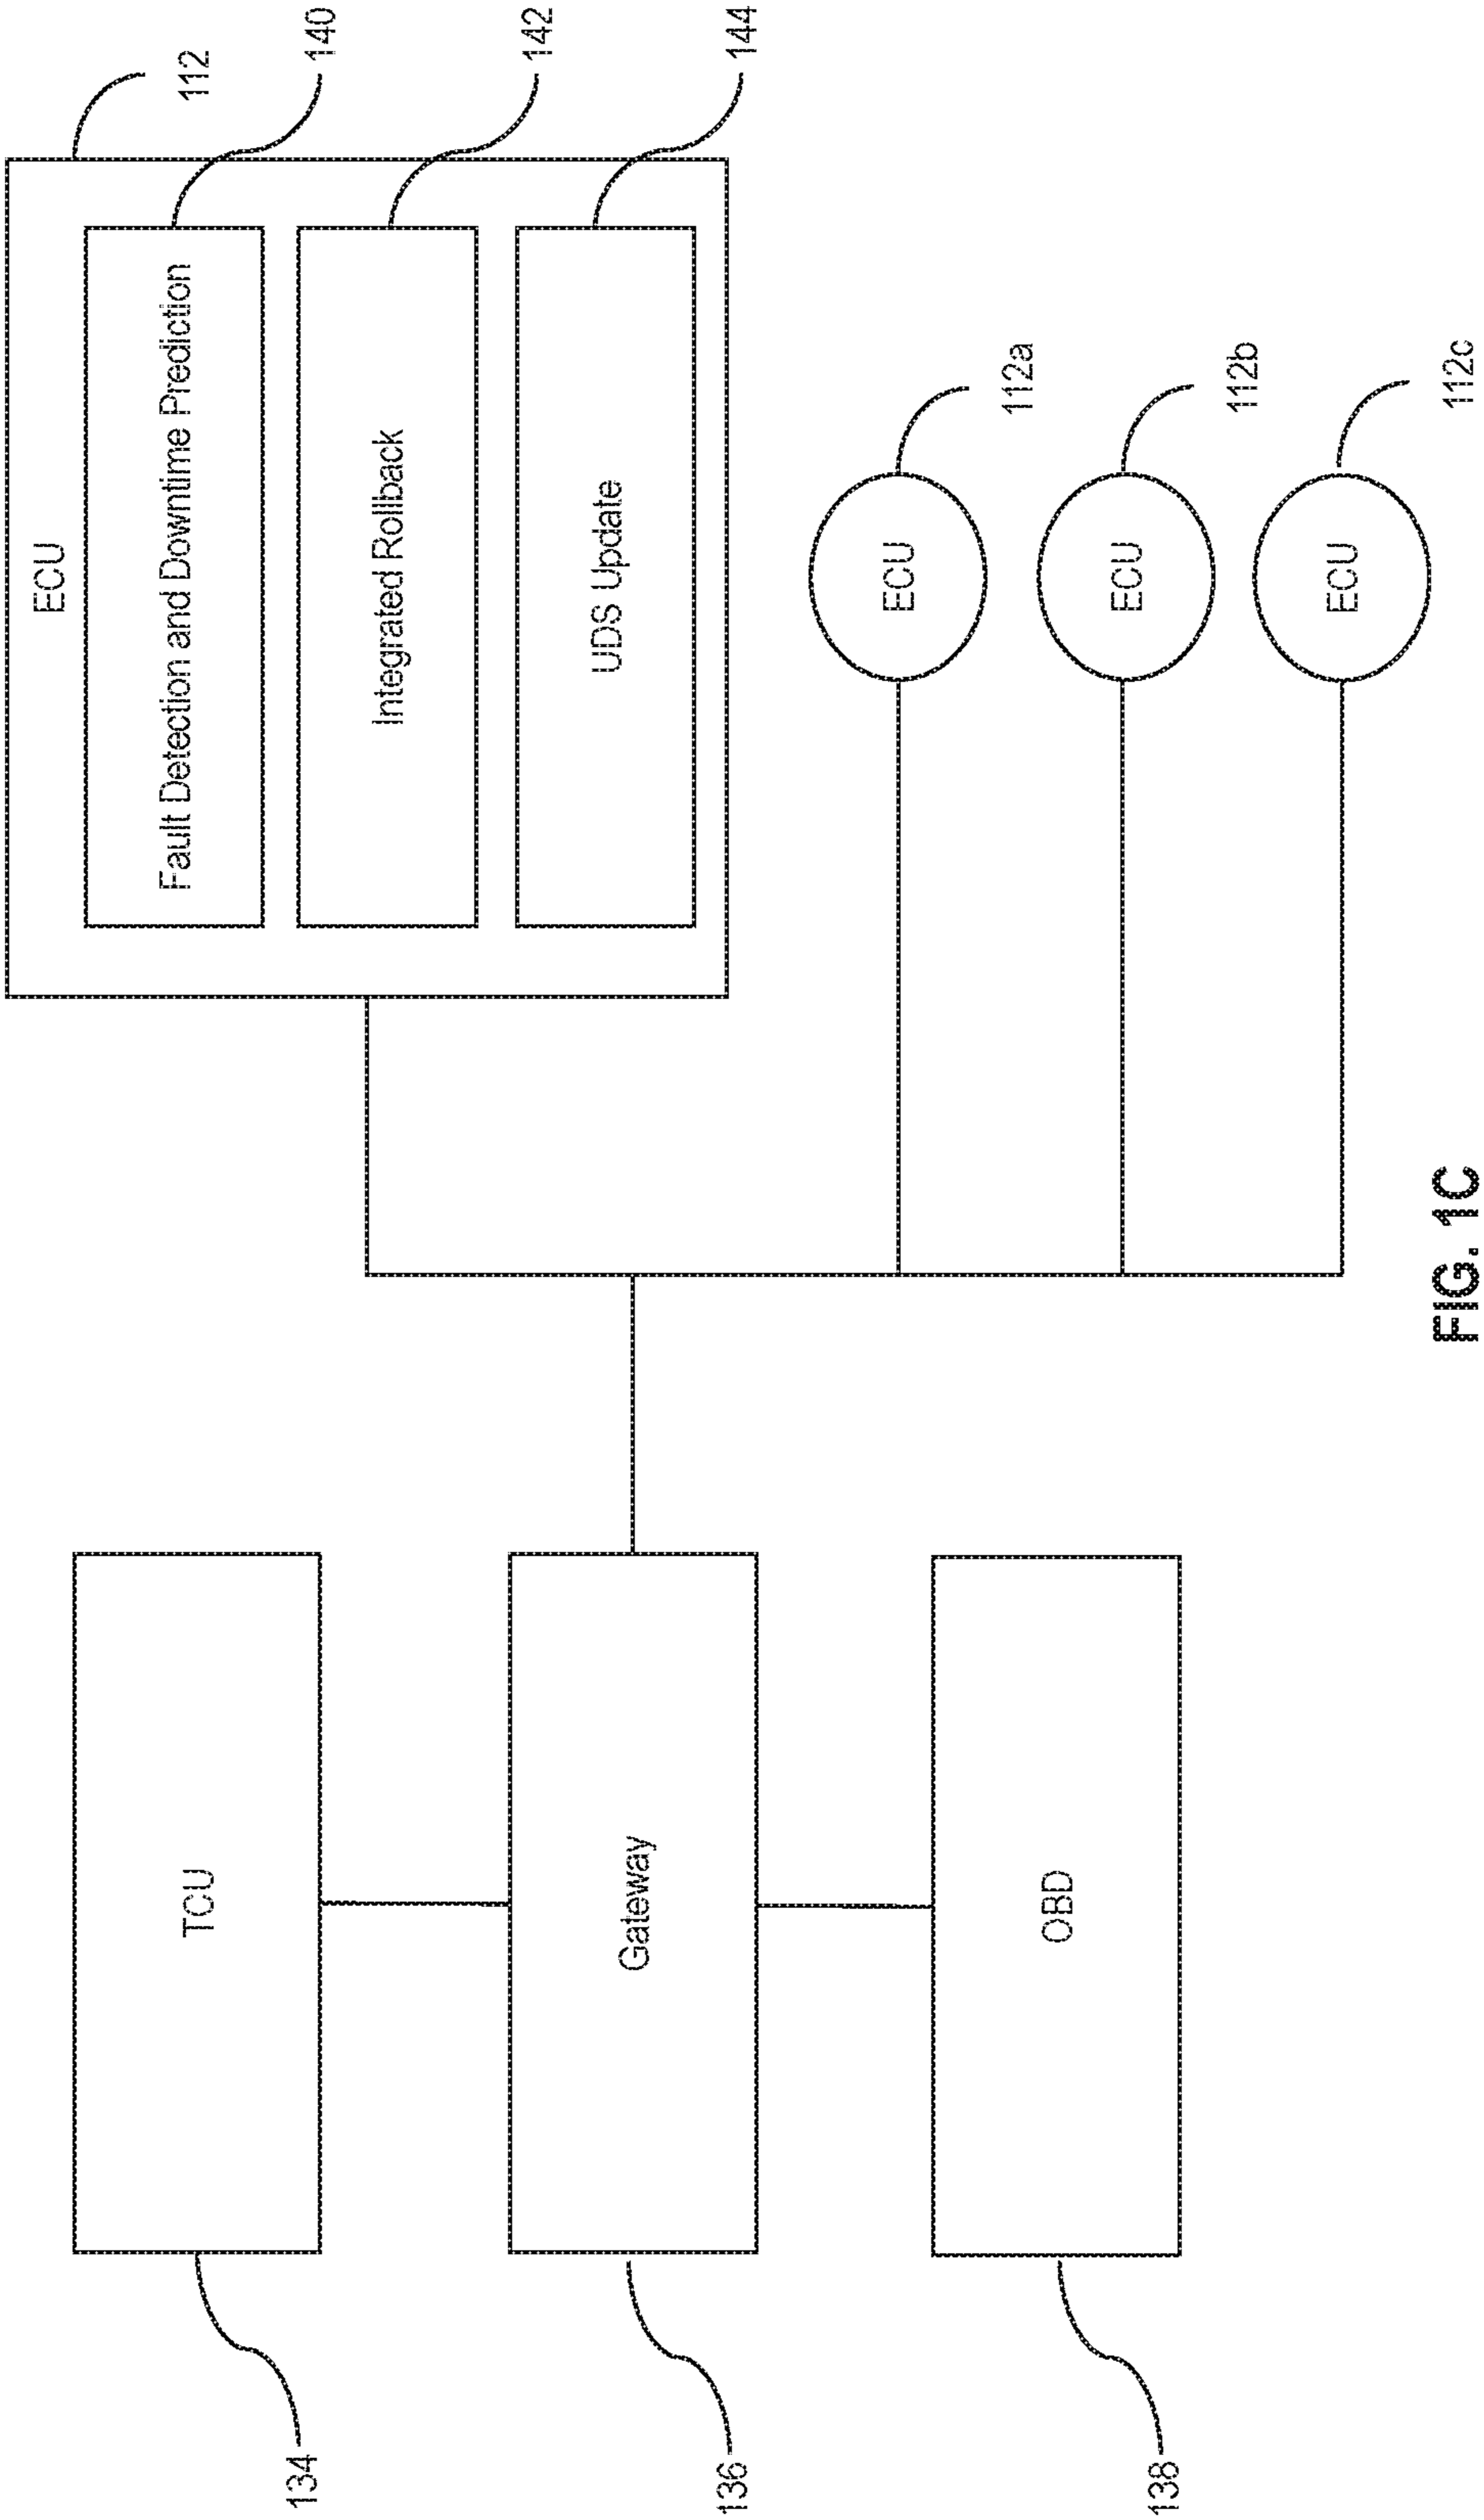 112
ECU
Fault Detection and Downtime Prediction
140
Integrated Rollback
142
UDS Update
144
134
TCU
136
Gateway
138
OBD
ECU
112a
ECU
112b
ECU
112c
FIG. 1C